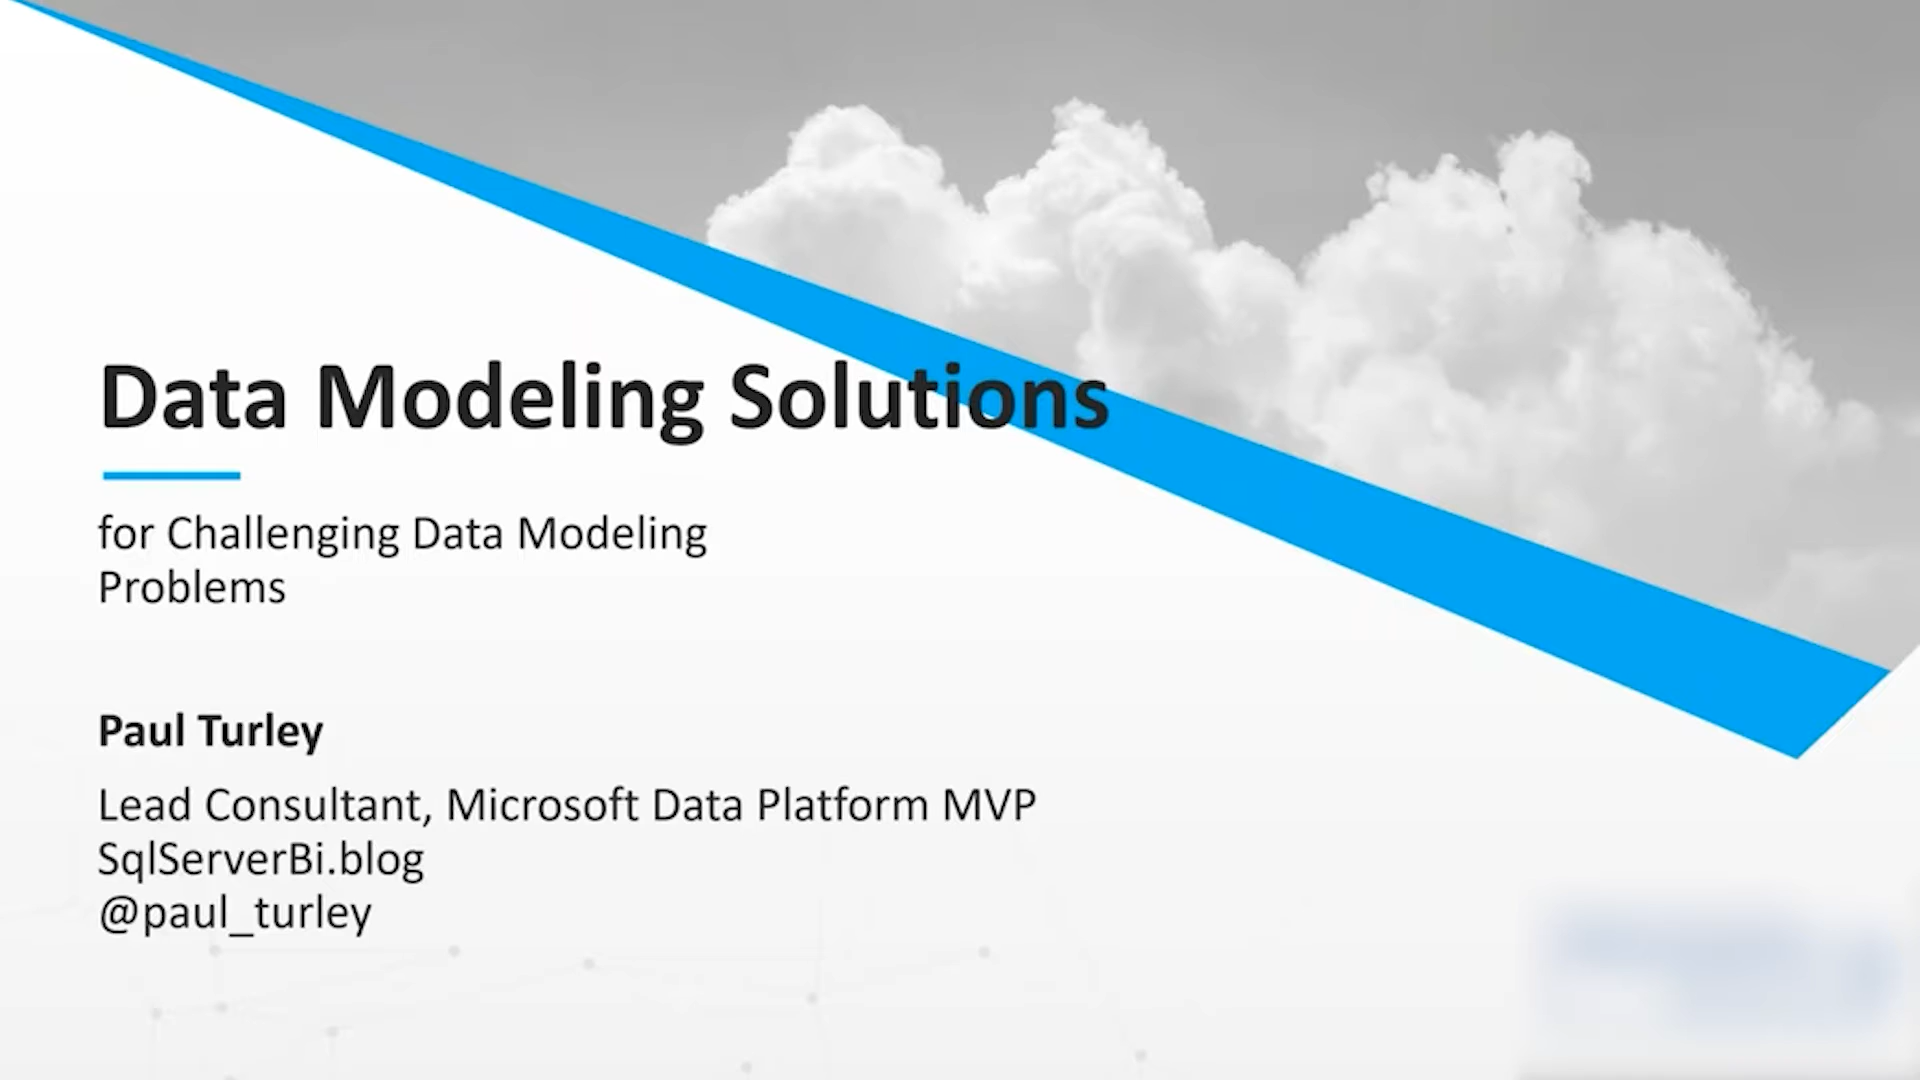 Data Modeling Solutions
for Challenging Data Modeling
Problems
Paul Turley
Lead Consultant, Microsoft Data Platform MVP
SqlServerBi.blog
@paul_turley